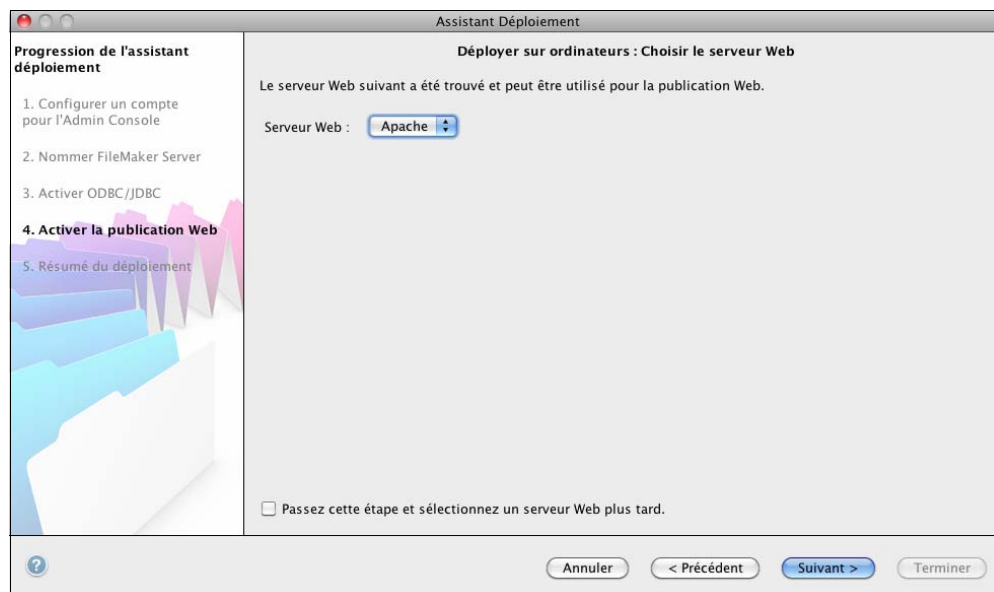 Assistant Déploiement
Progression de l'assistant
déploiement
1. Configurer un compte
pour l'Admin Console
2. Nommer FileMaker Server
3. Activer ODBC/JDBC
4. Activer la publication Web
5. Résumé du déploiement
Déployer sur ordinateurs : Choisir le serveur Web
Le serveur Web suivant a été trouvé et peut être utilisé pour la publication Web.
Serveur Web : Apache
Passez cette étape et sélectionnez un serveur Web plus tard.
? Annuler < Précédent Suivant > Terminer